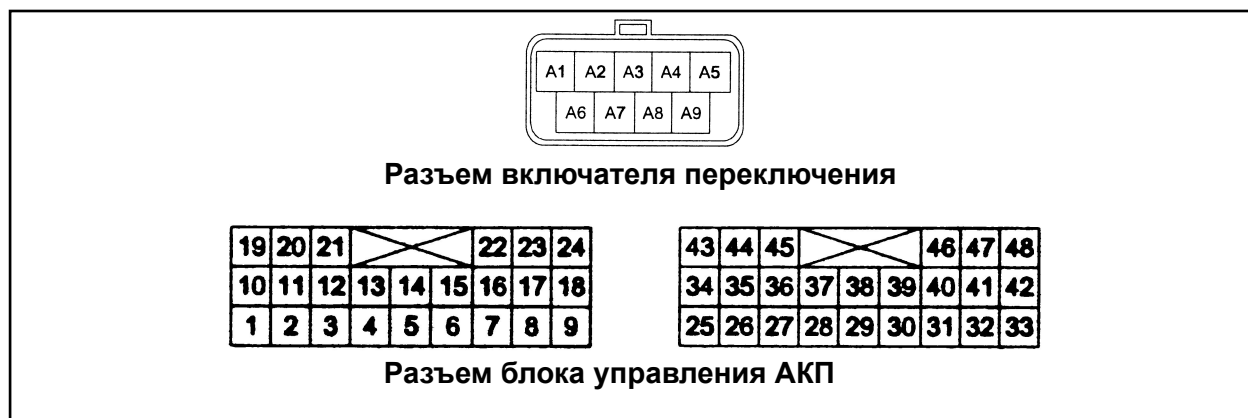 A1 A2 A3 A4 A5
A6 A7 A8 A9
Разъем включателя переключения
19 20 21 22 23 24
10 11 12 13 14 15 16 17 18
1 2 3 4 5 6 7 8 9
43 44 45 46 47 48
34 35 36 37 38 39 40 41 42
25 26 27 28 29 30 31 32 33
Разъем блока управления АКП